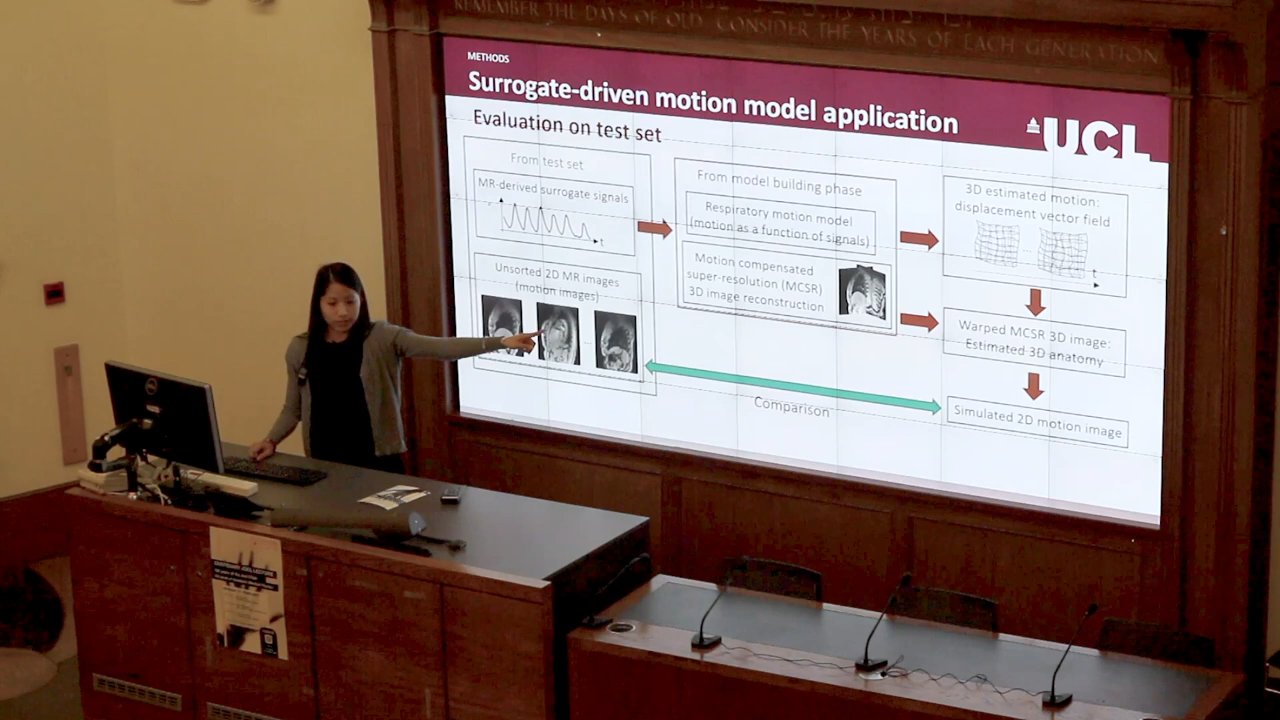 REMEMBER THE DAYS OF OLD CONSIDER THE YEARS OF EACH GENERATION
METHODS
Surrogate-driven motion model application
UCL
Evaluation on test set
From test set
MR-derived surrogate signals
t
Unsorted 2D MR images
(motion images)
From model building phase
Respiratory motion model
(motion as a function of signals)
Motion compensated
super-resolution (MCSR)
3D image reconstruction
3D estimated motion:
displacement vector field
t
Warped MCSR 3D image:
Estimated 3D anatomy
Simulated 2D motion image
Comparison
DELL